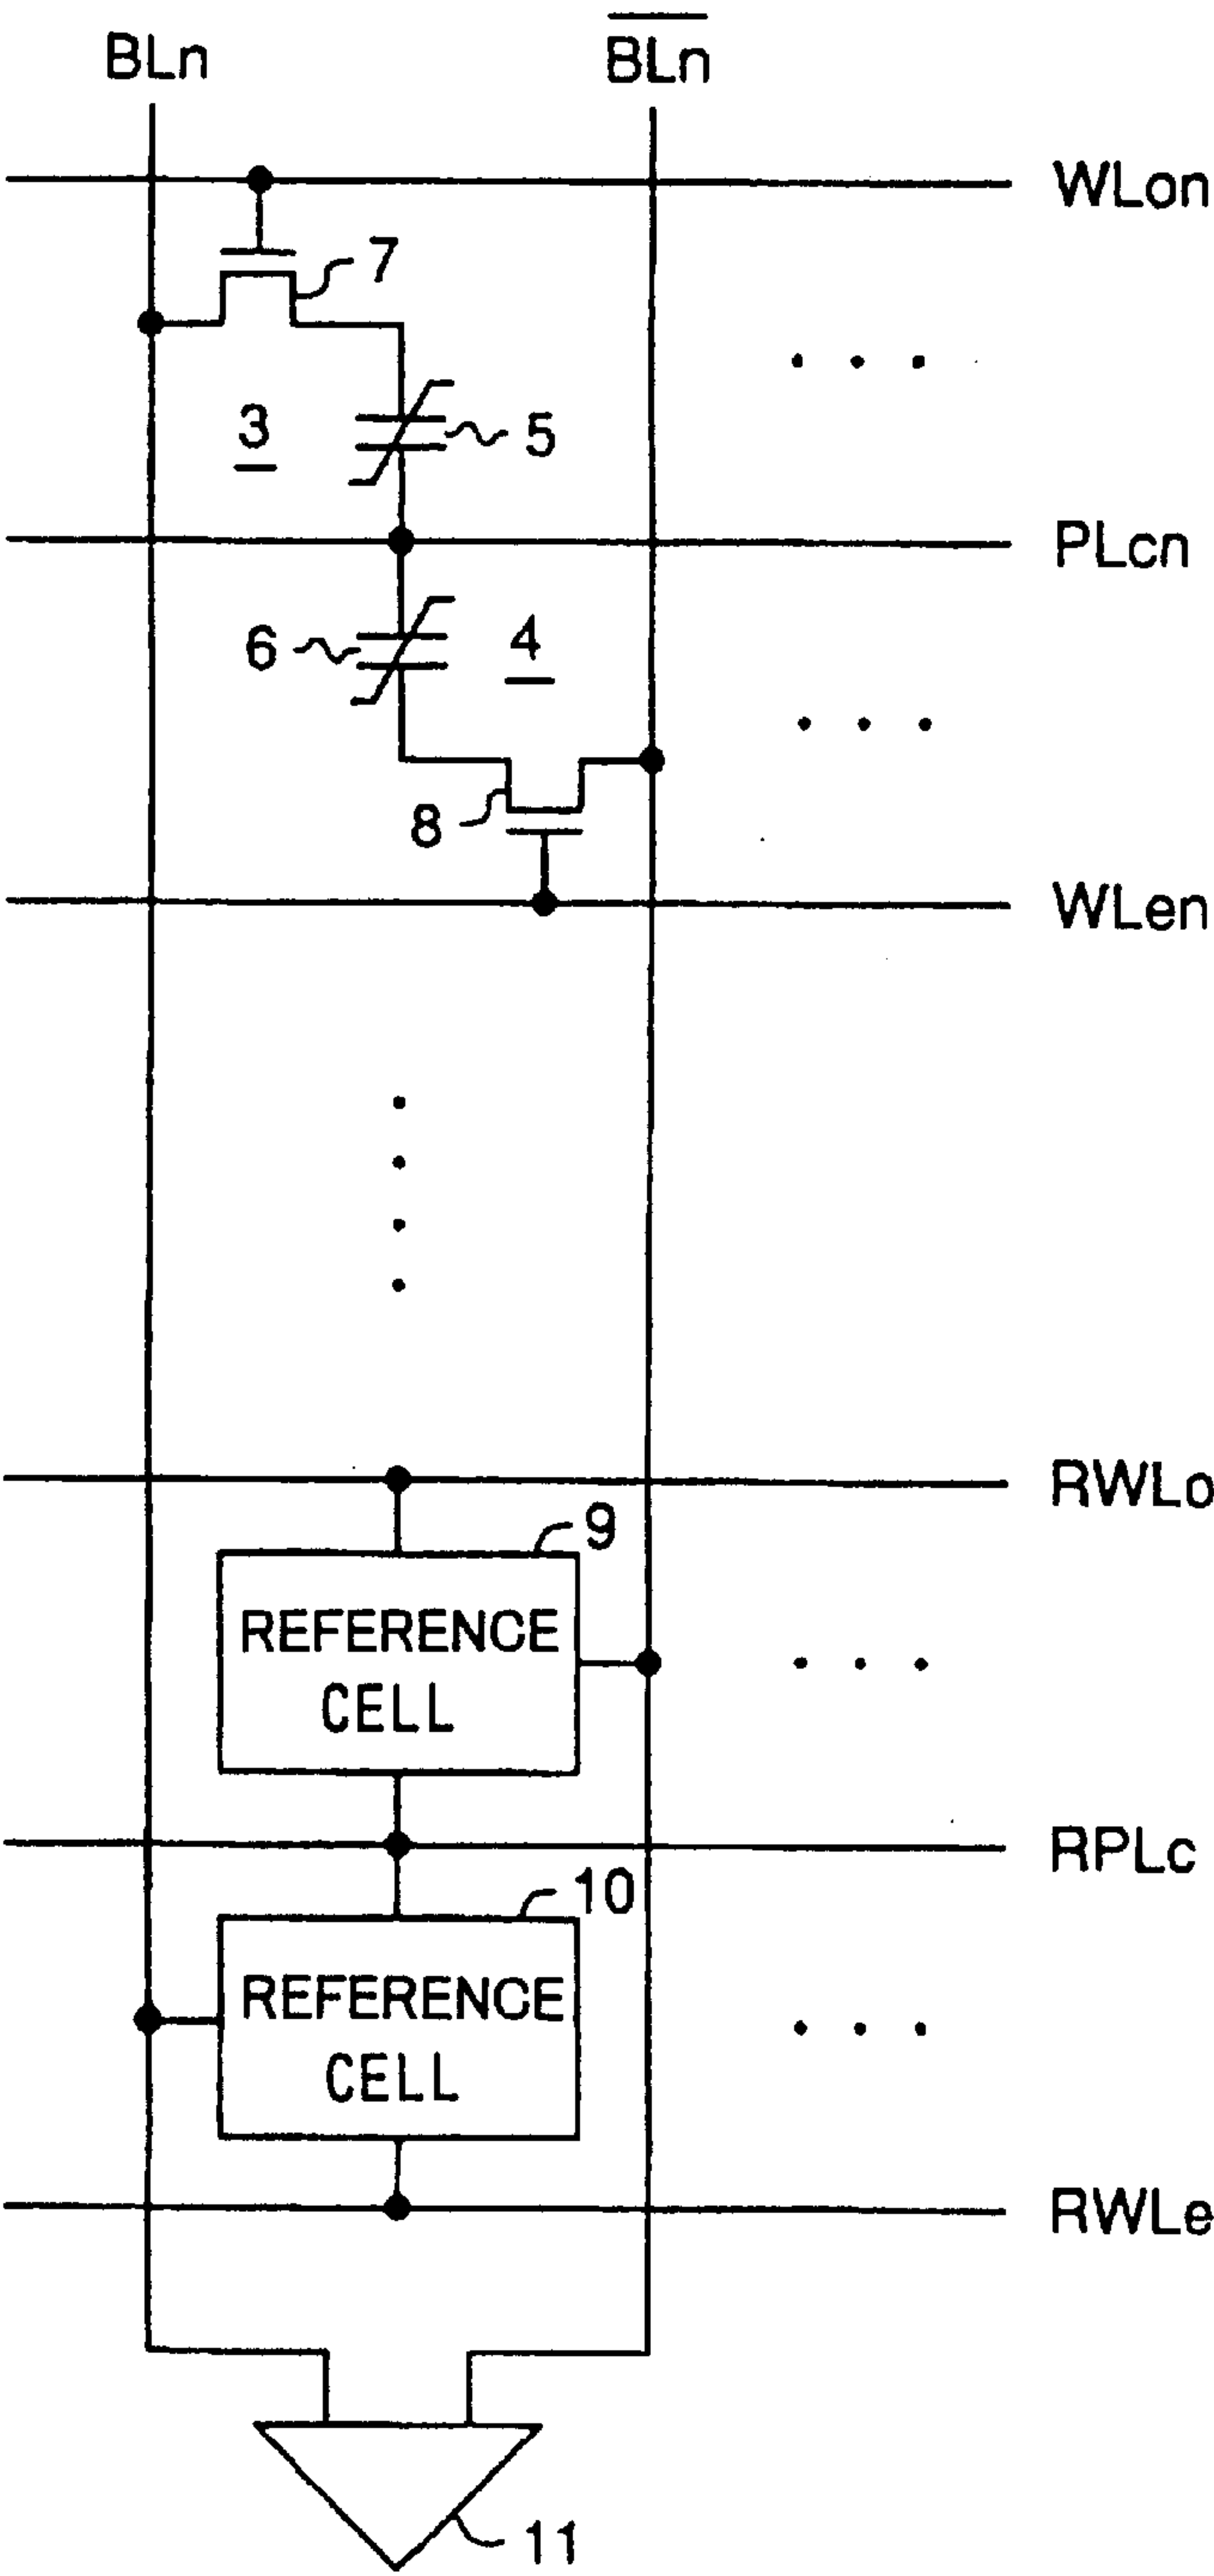 BLn
B̅L̅n̅
WLon
7
3
5
PLcn
6
4
8
WLen
RWLo
9
REFERENCE
CELL
RPLc
10
REFERENCE
CELL
RWLe
11